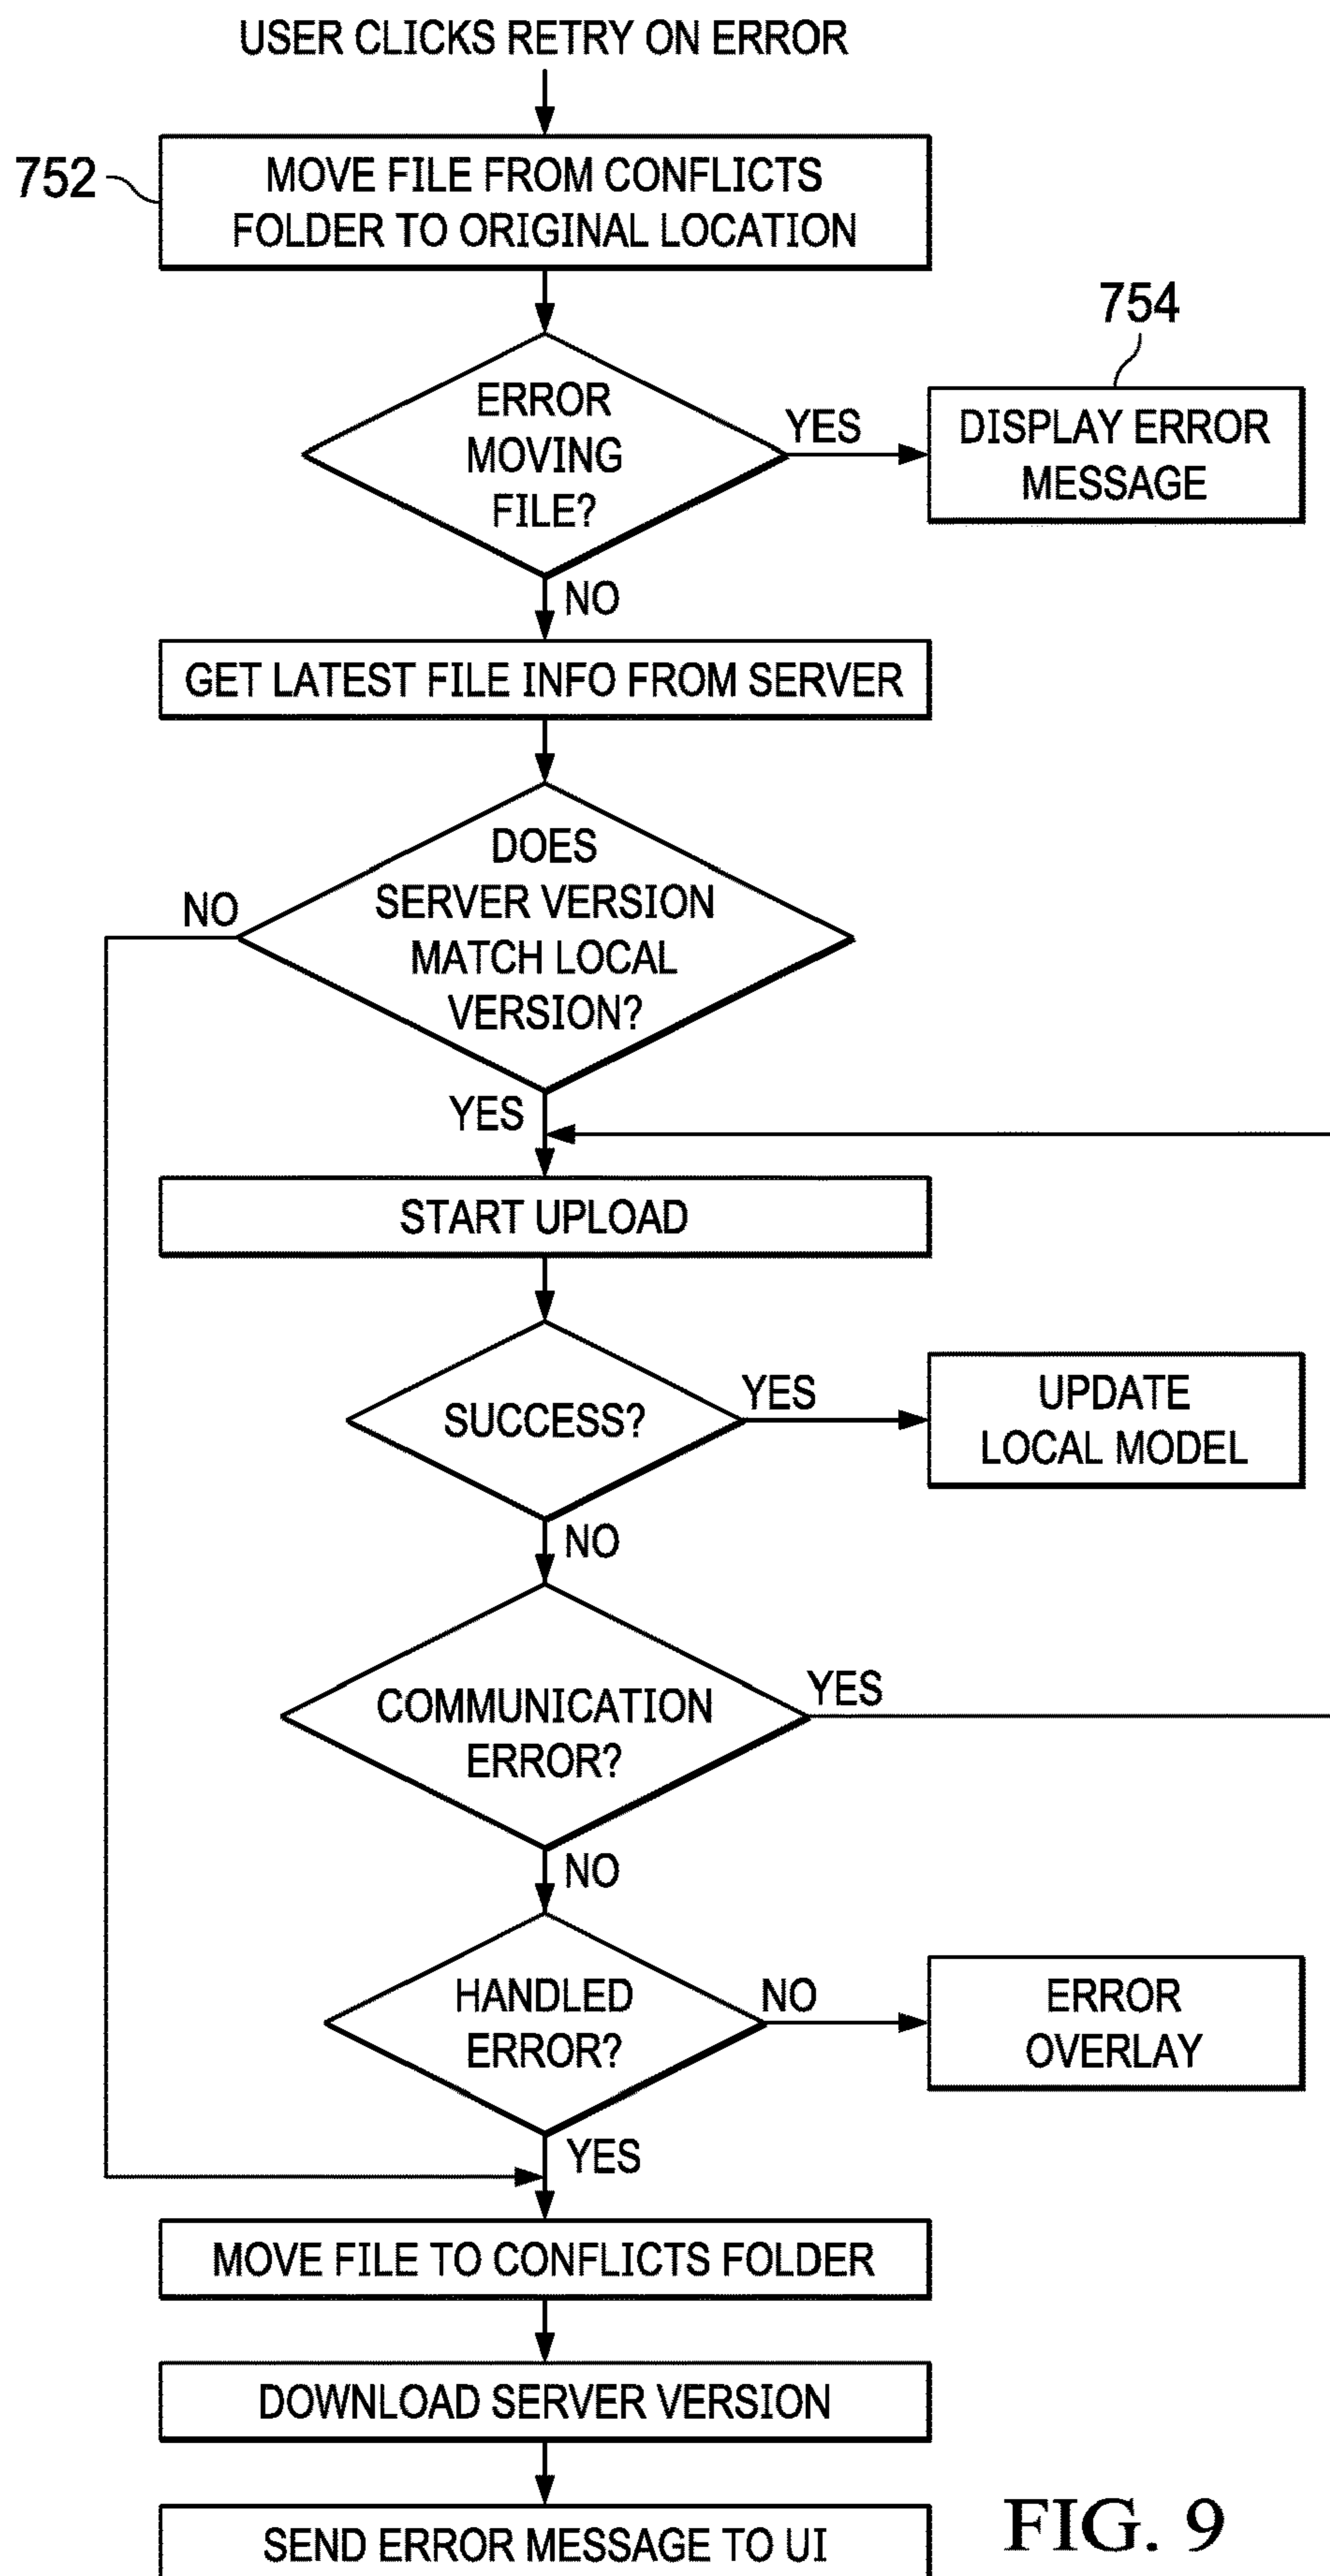 USER CLICKS RETRY ON ERROR
752
MOVE FILE FROM CONFLICTS
FOLDER TO ORIGINAL LOCATION
754
ERROR
MOVING
FILE?
YES
DISPLAY ERROR
MESSAGE
NO
GET LATEST FILE INFO FROM SERVER
DOES
SERVER VERSION
MATCH LOCAL
VERSION?
NO
YES
START UPLOAD
SUCCESS?
YES
UPDATE
LOCAL MODEL
NO
COMMUNICATION
ERROR?
YES
NO
HANDLED
ERROR?
NO
ERROR
OVERLAY
YES
MOVE FILE TO CONFLICTS FOLDER
DOWNLOAD SERVER VERSION
SEND ERROR MESSAGE TO UI
FIG. 9